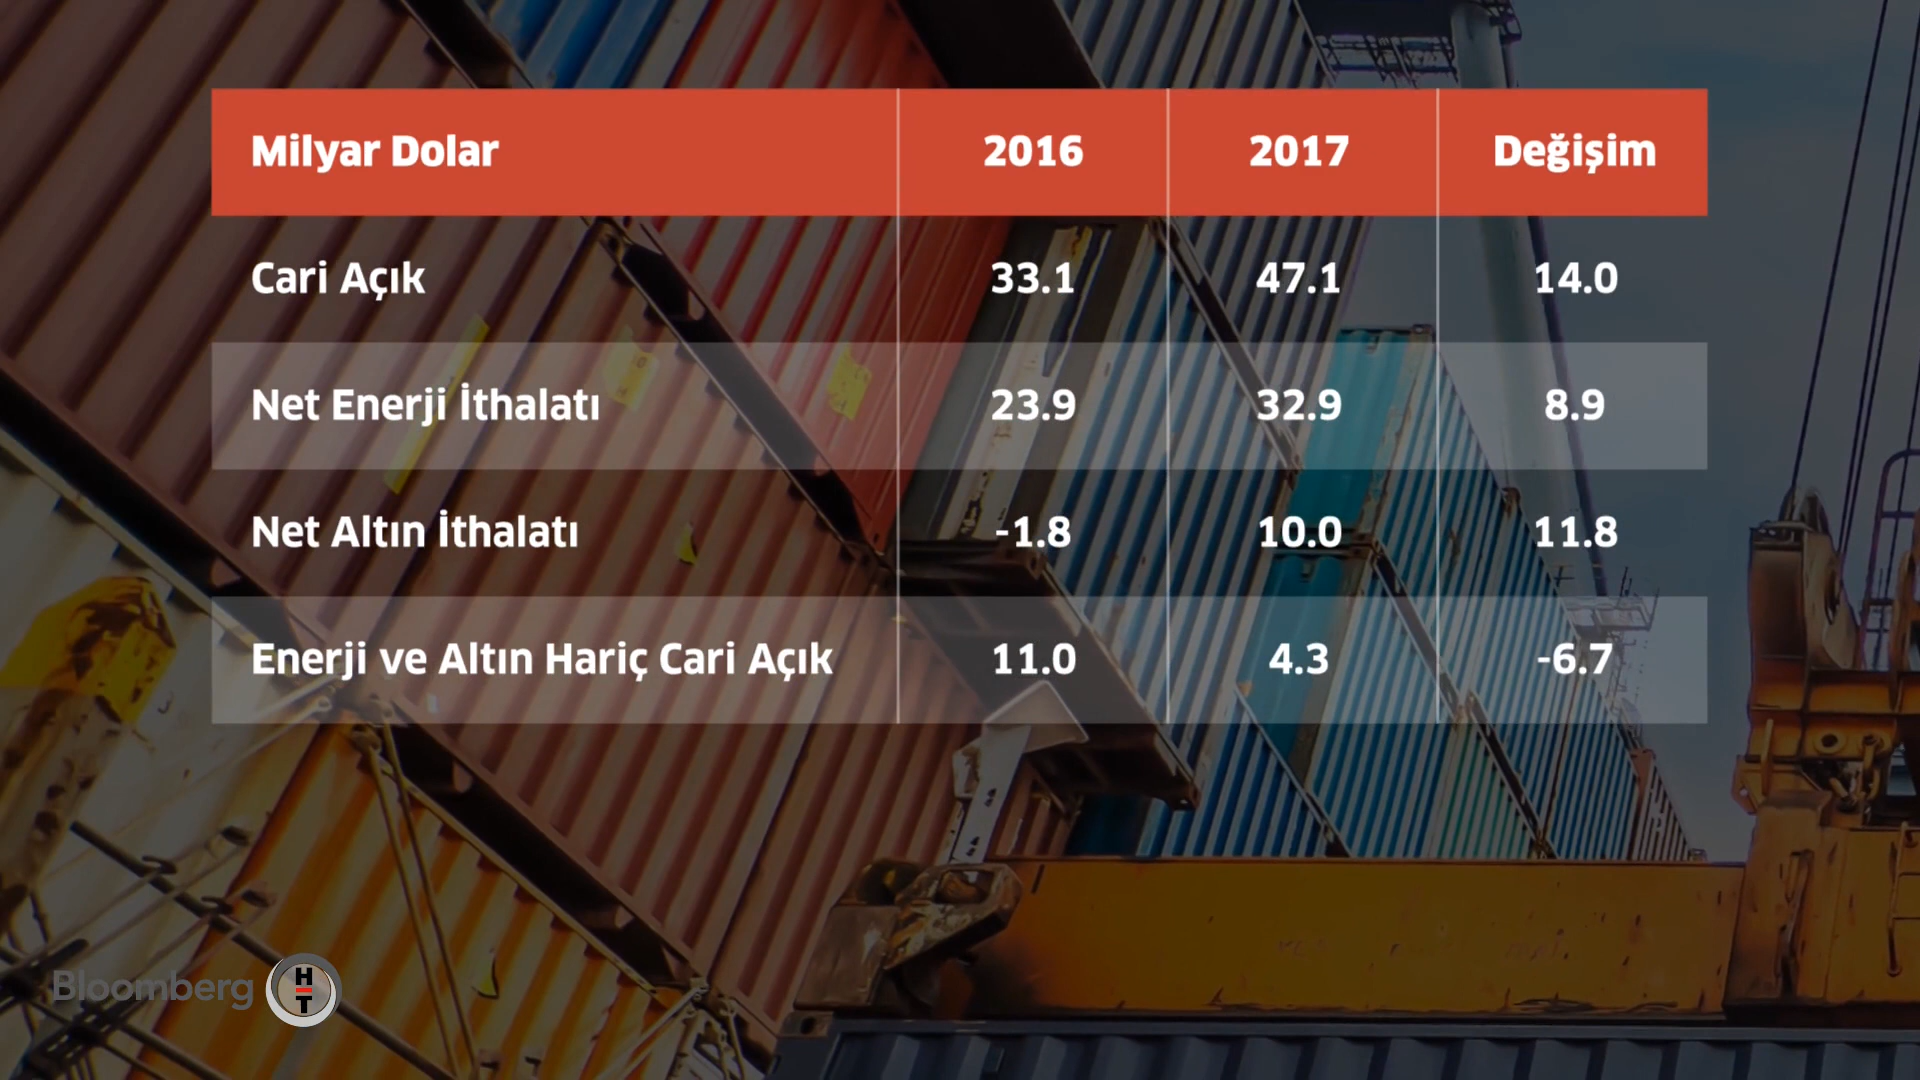 Milyar Dolar 2016 2017 Değişim
Cari Açık 33.1 47.1 14.0
Net Enerji İthalatı 23.9 32.9 8.9
Net Altın İthalatı -1.8 10.0 11.8
Enerji ve Altın Hariç Cari Açık 11.0 4.3 -6.7
Bloomberg HT